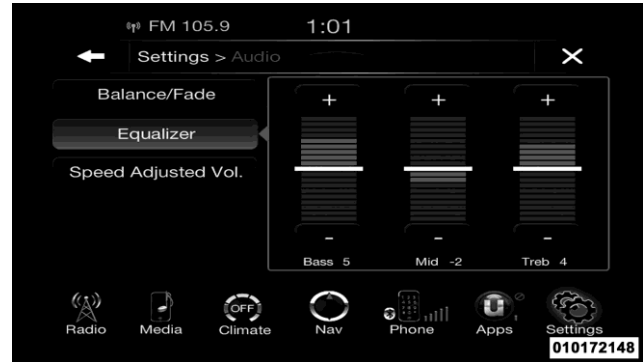 FM 105.9 1:01
Settings > Audio
Balance/Fade
Equalizer
Speed Adjusted Vol.
+ + +
- - -
Bass 5 Mid -2 Treb 4
OFF
Radio Media Climate Nav Phone Apps Settings
010172148